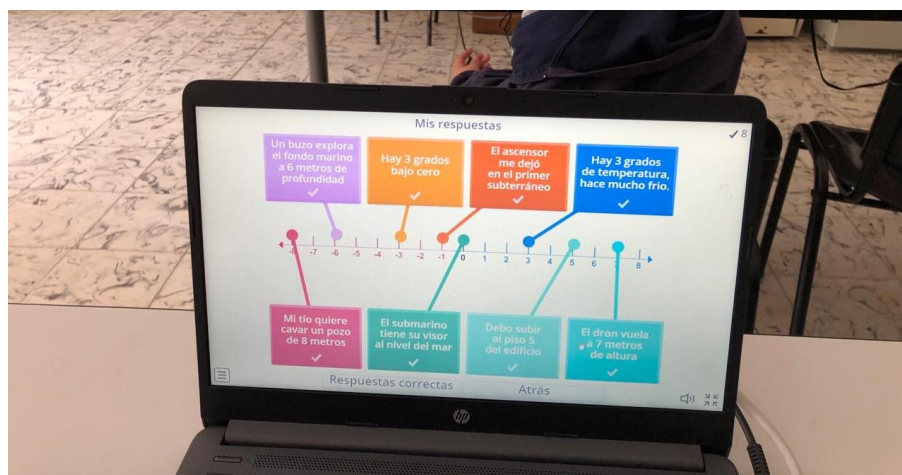 Mis respuestas
✓ 8
Un buzo explora
el fondo marino
a 6 metros de
profundidad
Hay 3 grados
bajo cero
El ascensor
me dejó
en el primer
subterráneo
Hay 3 grados
de temperatura,
hace mucho frio.
-8 -7 -6 -5 -4 -3 -2 -1 0 1 2 3 4 5 6 7 8
Mi tío quiere
cavar un pozo
de 8 metros
El submarino
tiene su visor
al nivel del mar
Debo subir
al piso 5
del edificio
El dron vuela
a 7 metros
de altura
Respuestas correctas
Atrás
hp